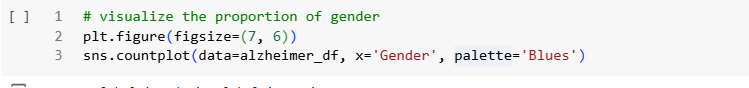 [ ] 1 # visualize the proportion of gender
2 plt.figure(figsize=(7, 6))
3 sns.countplot(data=alzheimer_df, x='Gender', palette='Blues')